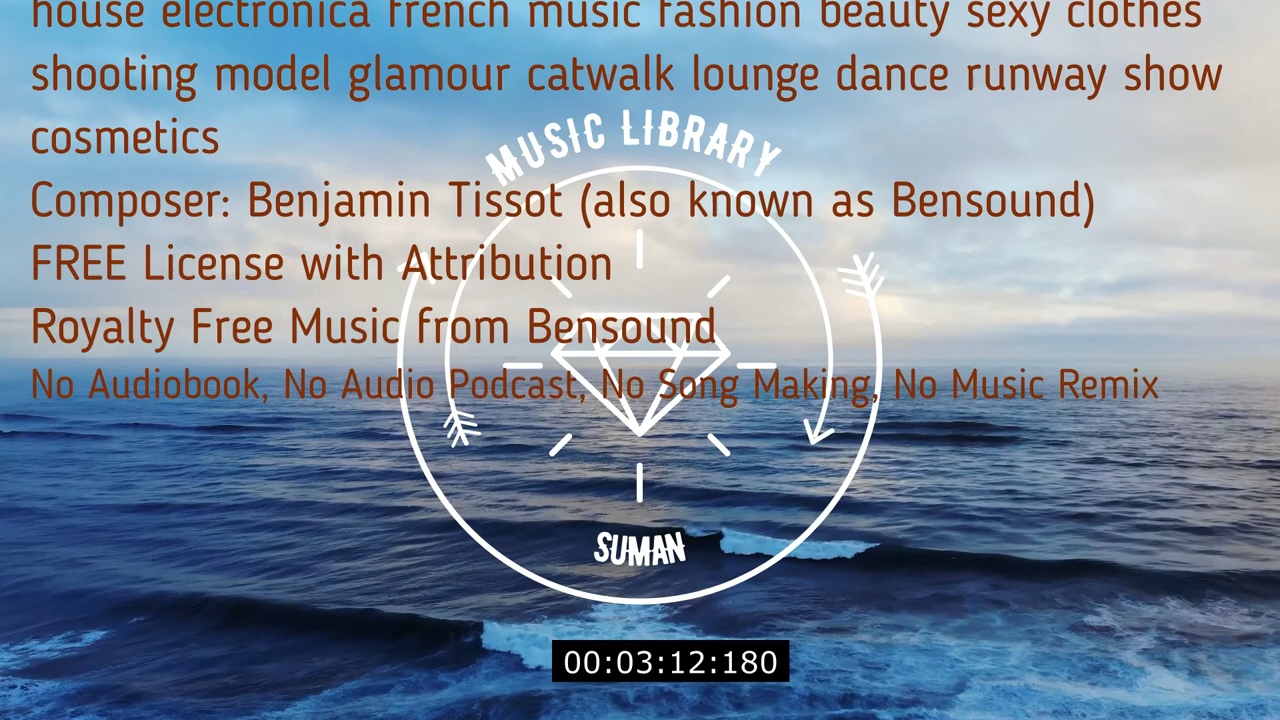 house electronica french music fashion beauty sexy clothes
shooting model glamour catwalk lounge dance runway show
cosmetics
MUSIC LIBRARY
Composer: Benjamin Tissot (also known as Bensound)
FREE License with Attribution
Royalty Free Music from Bensound
No Audiobook, No Audio Podcast, No Song Making, No Music Remix
SUMAN
00:03:12:180